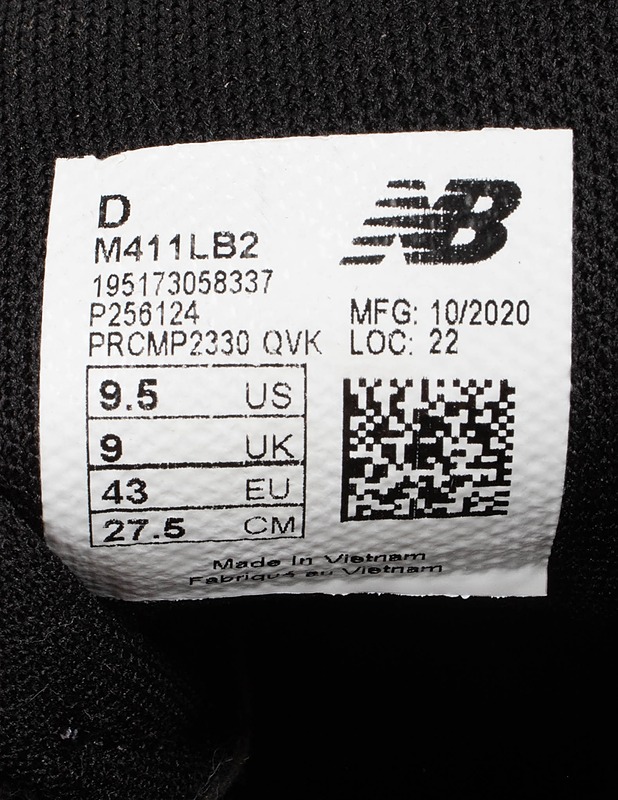 D
M411LB2
195173058337
P256124
PRCMP2330 QVK
NB
MFG: 10/2020
LOC: 22
9.5 US
9 UK
43 EU
27.5 CM
Made in Vietnam
Fabriqué au Vietnam